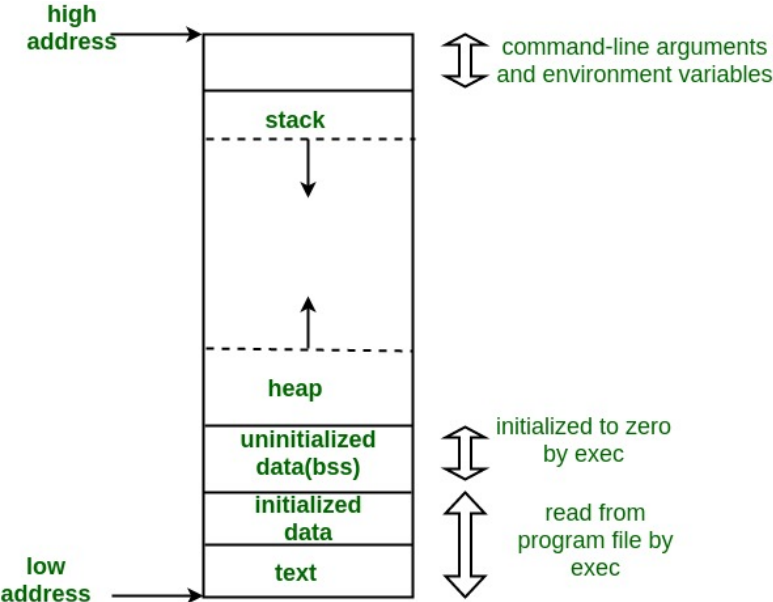 high
address
command-line arguments
and environment variables
stack
heap
uninitialized
data(bss)
initialized to zero
by exec
initialized
data
read from
program file by
exec
text
low
address